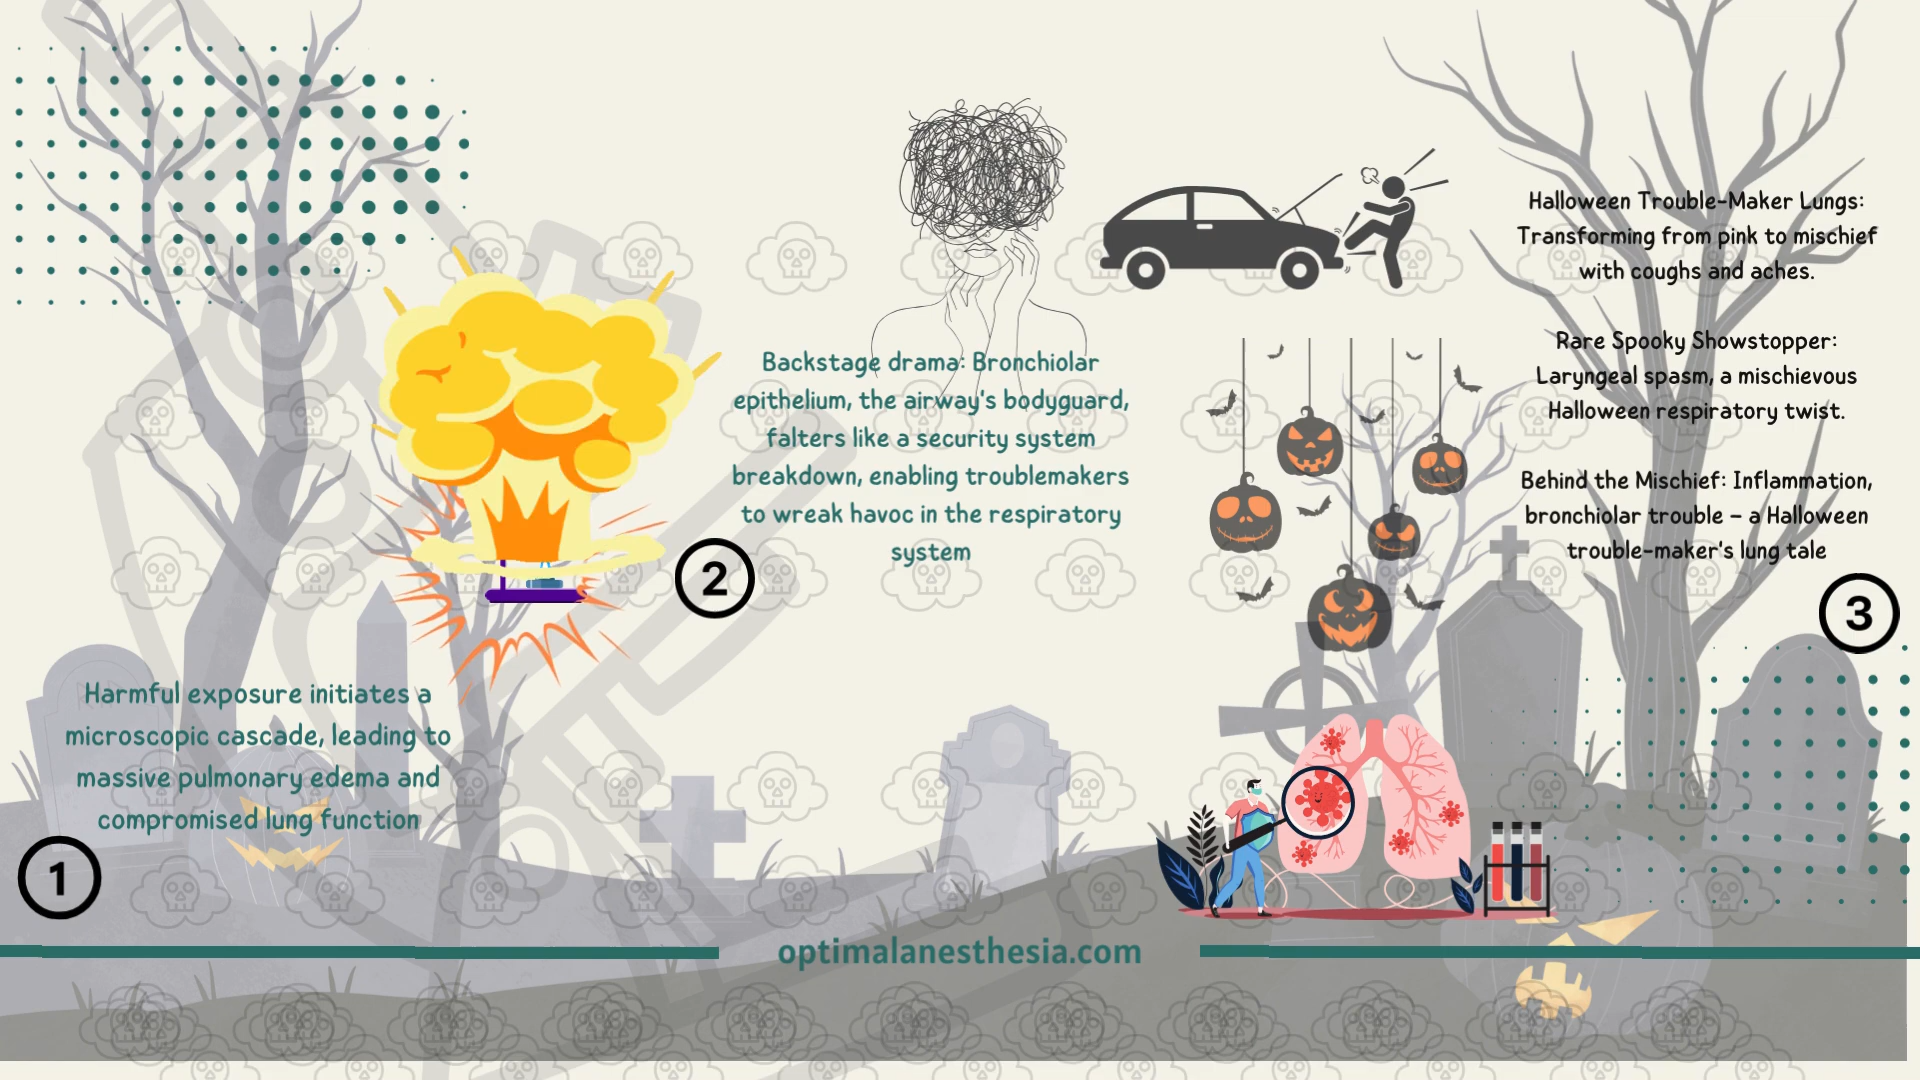 Harmful exposure initiates a
microscopic cascade, leading to
massive pulmonary edema and
compromised lung function
1
Backstage drama: Bronchiolar
epithelium, the airway's bodyguard,
falters like a security system
breakdown, enabling troublemakers
to wreak havoc in the respiratory
system
2
Halloween Trouble-Maker Lungs:
Transforming from pink to mischief
with coughs and aches.
Rare Spooky Showstopper:
Laryngeal spasm, a mischievous
Halloween respiratory twist.
Behind the Mischief: Inflammation,
bronchiolar trouble – a Halloween
trouble-maker's lung tale
3
optimalanesthesia.com